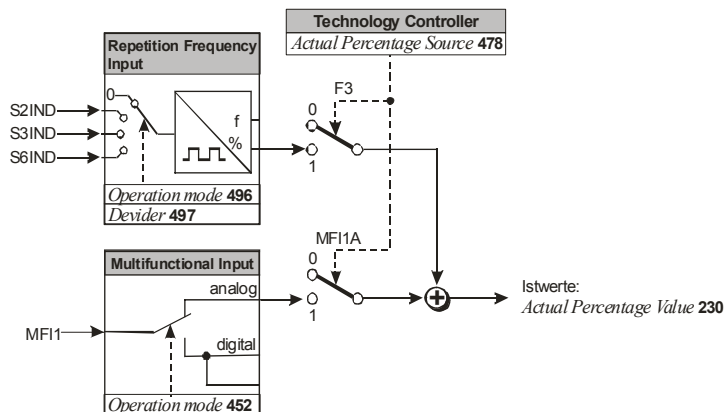 Technology Controller
Actual Percentage Source 478
Repetition Frequency
Input
0
S2IND
S3IND
S6IND
f
%
F3
0
1
Operation mode 496
Devider 497
MFI1A
Multifunctional Input
0
analog
1
MFI1
digital
Istwerte:
Actual Percentage Value 230
Operation mode 452